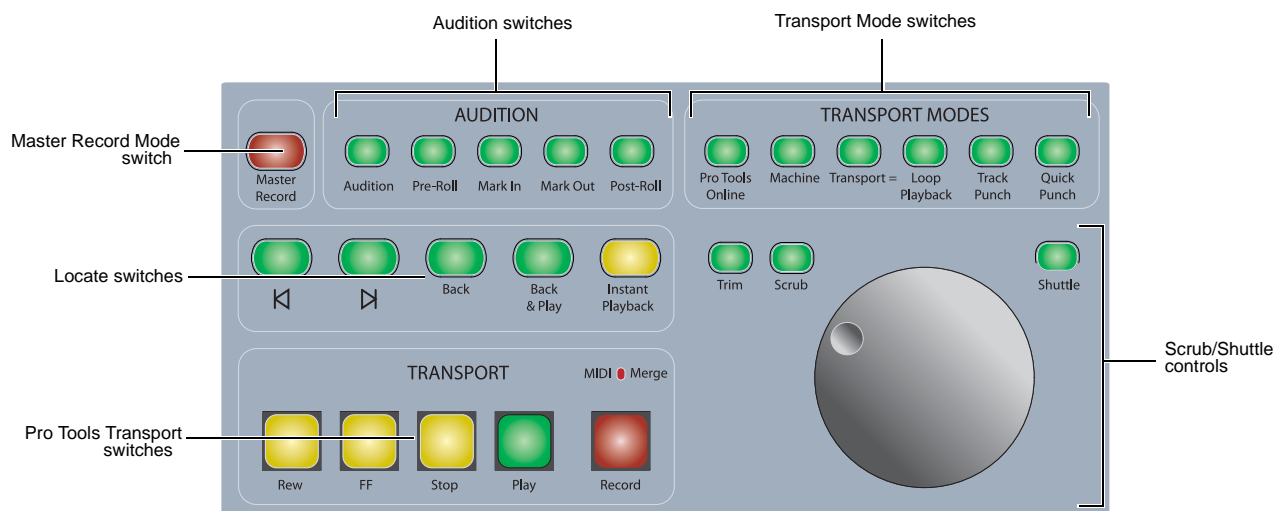 Audition switches
Transport Mode switches
AUDITION
TRANSPORT MODES
Master Record Mode
switch
Master
Record
Audition
Pre-Roll
Mark In
Mark Out
Post-Roll
Pro Tools
Online
Machine
Transport =
Loop
Playback
Track
Punch
Quick
Punch
Locate switches
Back
Back
& Play
Instant
Playback
Trim
Scrub
Shuttle
Scrub/Shuttle
controls
TRANSPORT
MIDI Merge
Pro Tools Transport
switches
Rew
FF
Stop
Play
Record